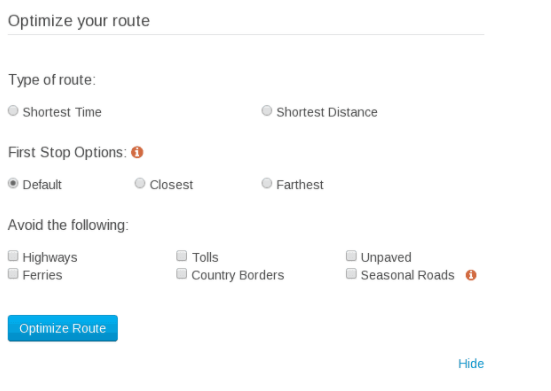 Optimize your route
Type of route:
Shortest Time Shortest Distance
First Stop Options:
Default Closest Farthest
Avoid the following:
Highways Tolls Unpaved
Ferries Country Borders Seasonal Roads
Optimize Route
Hide